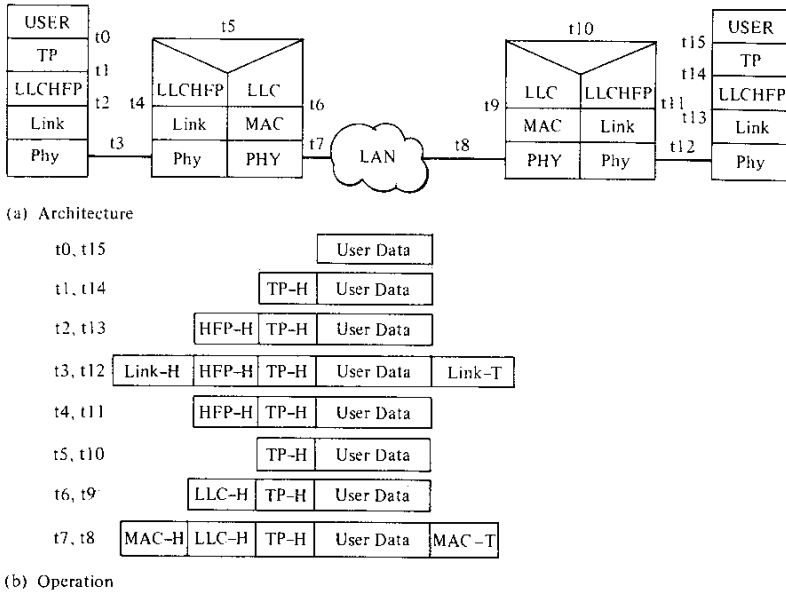 USER t0 t5 t10 t15 USER
TP t1 t14 TP
LLCHFP t2 t4 LLCHFP LLC t6 t9 LLC LLCHFP t11 t13 LLCHFP
Link Link MAC MAC Link Link
Phy t3 Phy PHY t7 LAN t8 PHY Phy t12 Phy
(a) Architecture
t0, t15 User Data
t1, t14 TP-H User Data
t2, t13 HFP-H TP-H User Data
t3, t12 Link-H HFP-H TP-H User Data Link-T
t4, t11 HFP-H TP-H User Data
t5, t10 TP-H User Data
t6, t9 LLC-H TP-H User Data
t7, t8 MAC-H LLC-H TP-H User Data MAC-T
(b) Operation